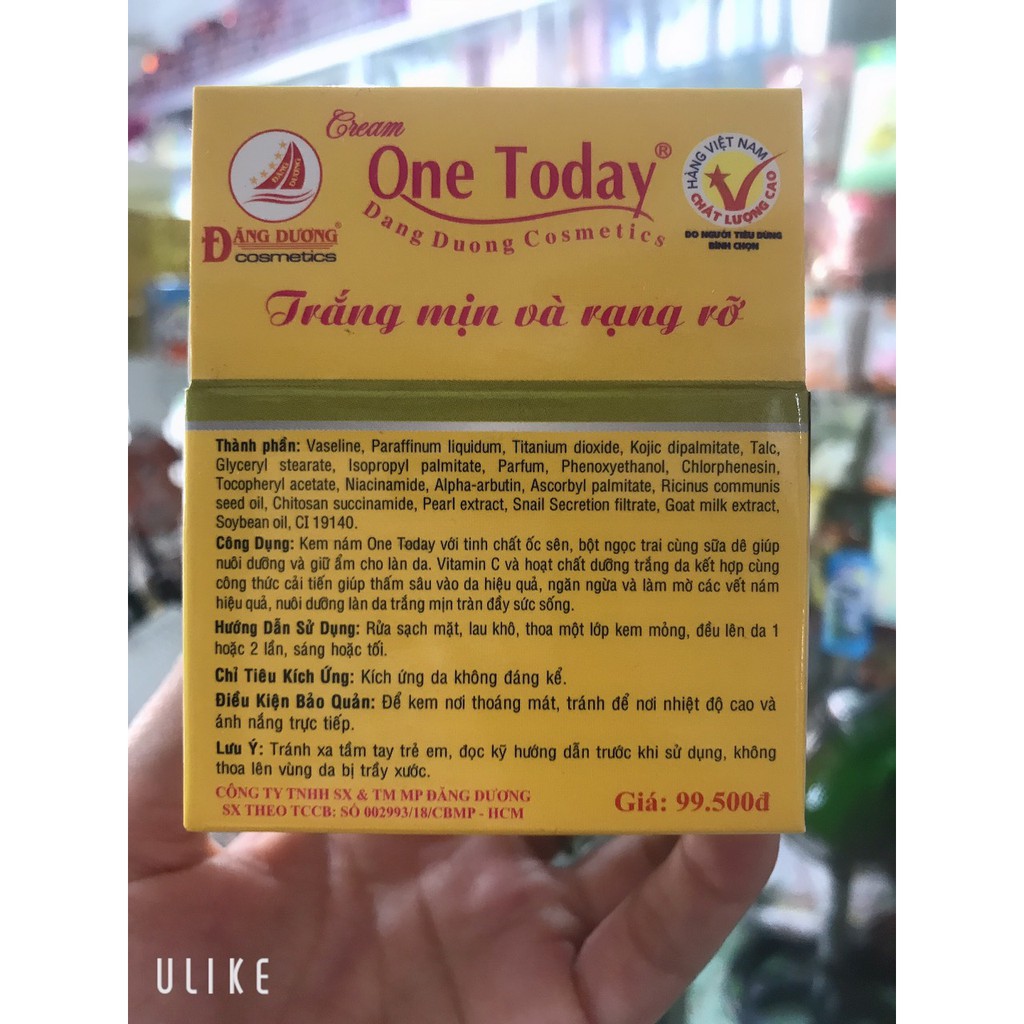 Cream
One Today®
Dang Duong Cosmetics
ĐĂNG DƯƠNG
ĐĂNG DƯƠNG®
cosmetics
HÀNG VIỆT NAM
CHẤT LƯỢNG CAO
DO NGƯỜI TIÊU DÙNG
BÌNH CHỌN
Trắng mịn và rạng rỡ
Thành phần: Vaseline, Paraffinum liquidum, Titanium dioxide, Kojic dipalmitate, Talc,
Glyceryl stearate, Isopropyl palmitate, Parfum, Phenoxyethanol, Chlorphenesin,
Tocopheryl acetate, Niacinamide, Alpha-arbutin, Ascorbyl palmitate, Ricinus communis
seed oil, Chitosan succinamide, Pearl extract, Snail Secretion filtrate, Goat milk extract,
Soybean oil, CI 19140.
Công Dụng: Kem nám One Today với tinh chất ốc sên, bột ngọc trai cùng sữa dê giúp
nuôi dưỡng và giữ ẩm cho làn da. Vitamin C và hoạt chất dưỡng trắng da kết hợp cùng
công thức cải tiến giúp thấm sâu vào da hiệu quả, ngăn ngừa và làm mờ các vết nám
hiệu quả, nuôi dưỡng làn da trắng mịn tràn đầy sức sống.
Hướng Dẫn Sử Dụng: Rửa sạch mặt, lau khô, thoa một lớp kem mỏng, đều lên da 1
hoặc 2 lần, sáng hoặc tối.
Chỉ Tiêu Kích Ứng: Kích ứng da không đáng kể.
Điều Kiện Bảo Quản: Để kem nơi thoáng mát, tránh để nơi nhiệt độ cao và
ánh nắng trực tiếp.
Lưu Ý: Tránh xa tầm tay trẻ em, đọc kỹ hướng dẫn trước khi sử dụng, không
thoa lên vùng da bị trầy xước.
CÔNG TY TNHH SX & TM MP ĐĂNG DƯƠNG
SX THEO TCCB: SỐ 002993/18/CBMP - HCM
Giá: 99.500đ
ULIKE